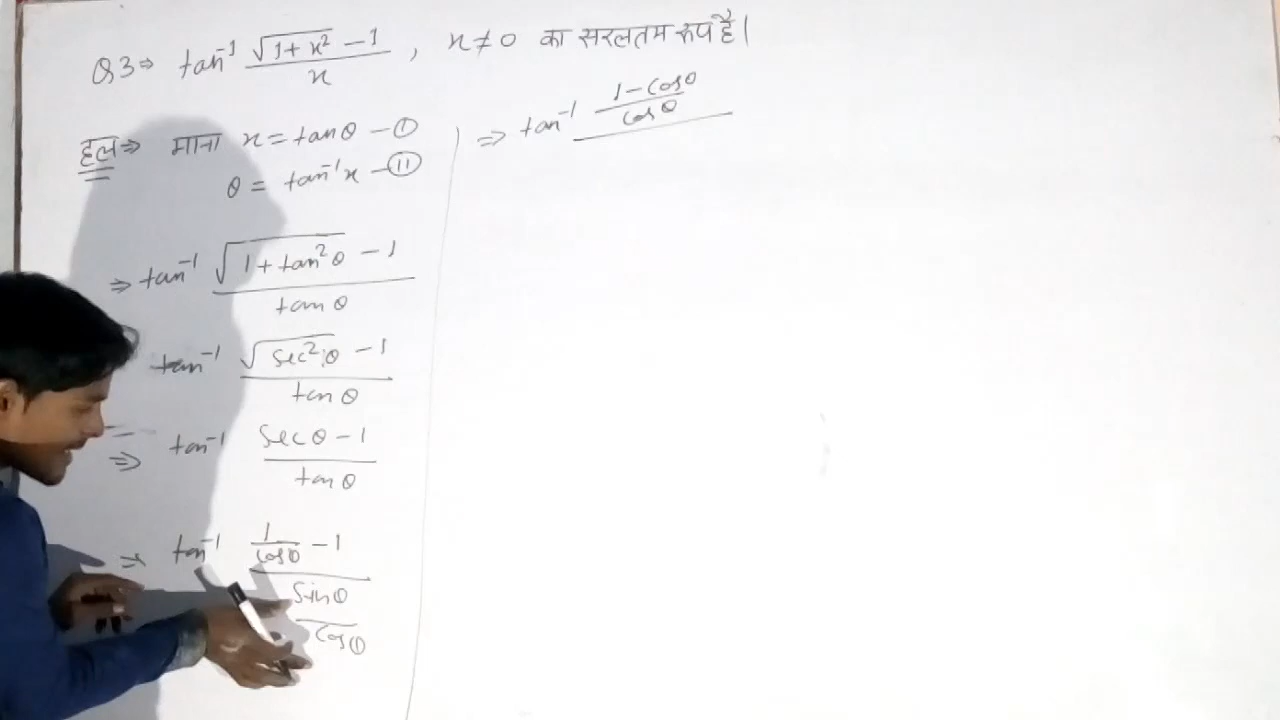 Q3⇒ tan⁻¹ (√(1+x²) − 1)/x , x ≠ 0 का सरलतम रूप है।
हल⇒ माना x = tanθ − ①
θ = tan⁻¹x − ⑪
⇒ tan⁻¹ (√(1+tan²θ) − 1)/tanθ
tan⁻¹ (√(sec²θ) − 1)/tanθ
⇒ tan⁻¹ (secθ − 1)/tanθ
⇒ tan⁻¹ (1/cosθ − 1)/(sinθ/cosθ)
⇒ tan⁻¹ (1 − cosθ)/cosθ